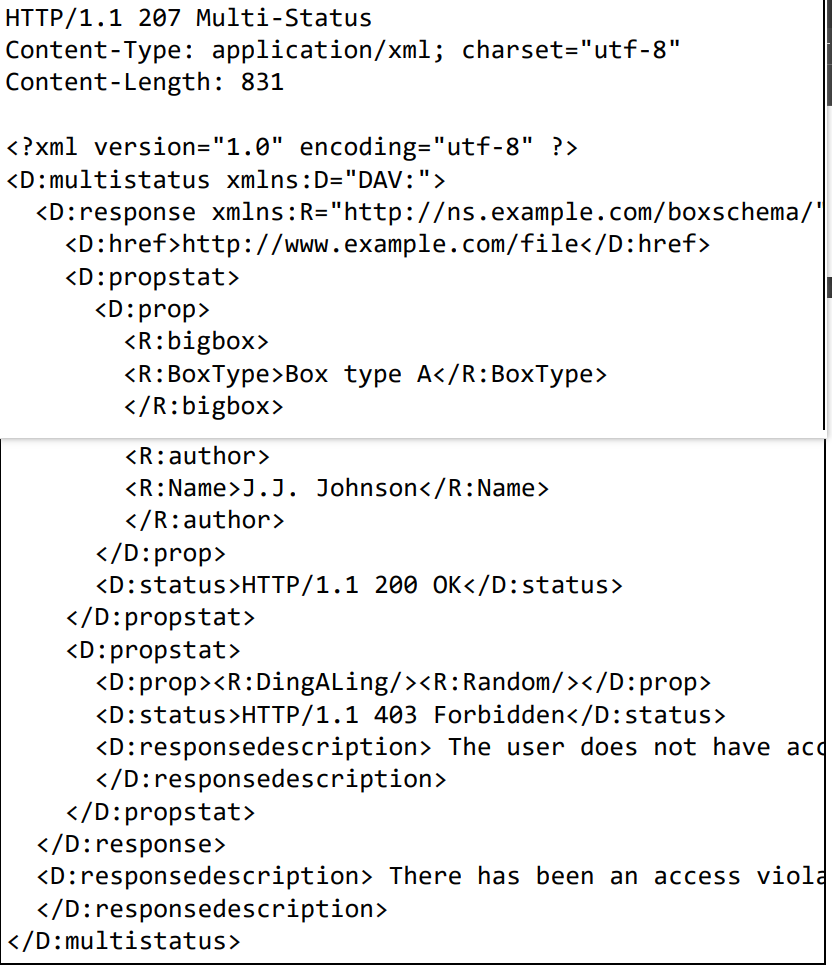 HTTP/1.1 207 Multi-Status
Content-Type: application/xml; charset="utf-8"
Content-Length: 831

<?xml version="1.0" encoding="utf-8" ?>
<D:multistatus xmlns:D="DAV:">
  <D:response xmlns:R="http://ns.example.com/boxschema/"
    <D:href>http://www.example.com/file</D:href>
    <D:propstat>
      <D:prop>
        <R:bigbox>
        <R:BoxType>Box type A</R:BoxType>
        </R:bigbox>
        <R:author>
        <R:Name>J.J. Johnson</R:Name>
        </R:author>
      </D:prop>
      <D:status>HTTP/1.1 200 OK</D:status>
    </D:propstat>
    <D:propstat>
      <D:prop><R:DingALing/><R:Random/></D:prop>
      <D:status>HTTP/1.1 403 Forbidden</D:status>
      <D:responsedescription> The user does not have
      </D:responsedescription>
    </D:propstat>
  </D:response>
  <D:responsedescription> There has been an access
  </D:responsedescription>
</D:multistatus>